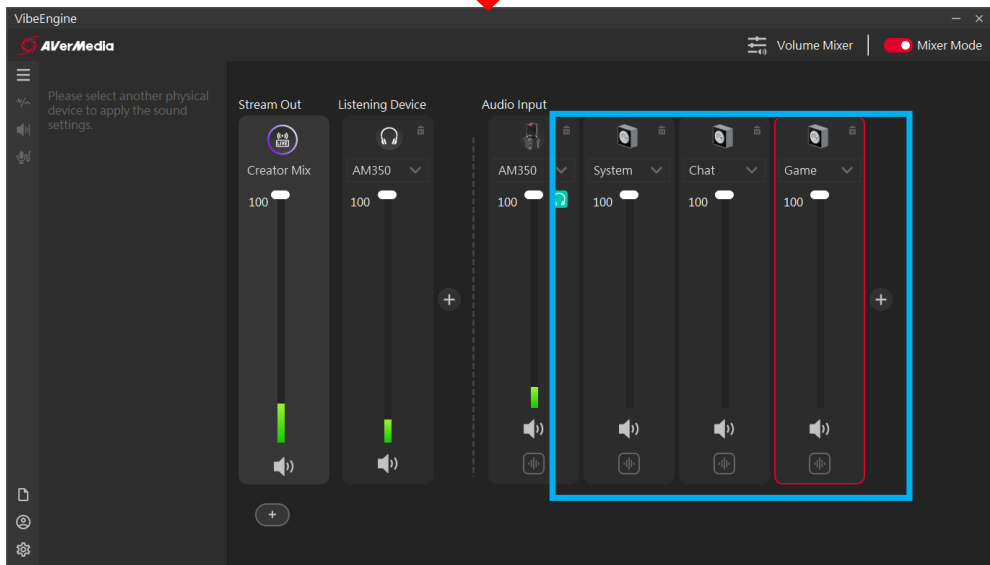 VibeEngine
AVerMedia
Volume Mixer
Mixer Mode
Please select another physical
device to apply the sound
settings.
Stream Out
Listening Device
Audio Input
LIVE
Creator Mix
AM350
AM350
System
Chat
Game
100
100
100
100
100
100